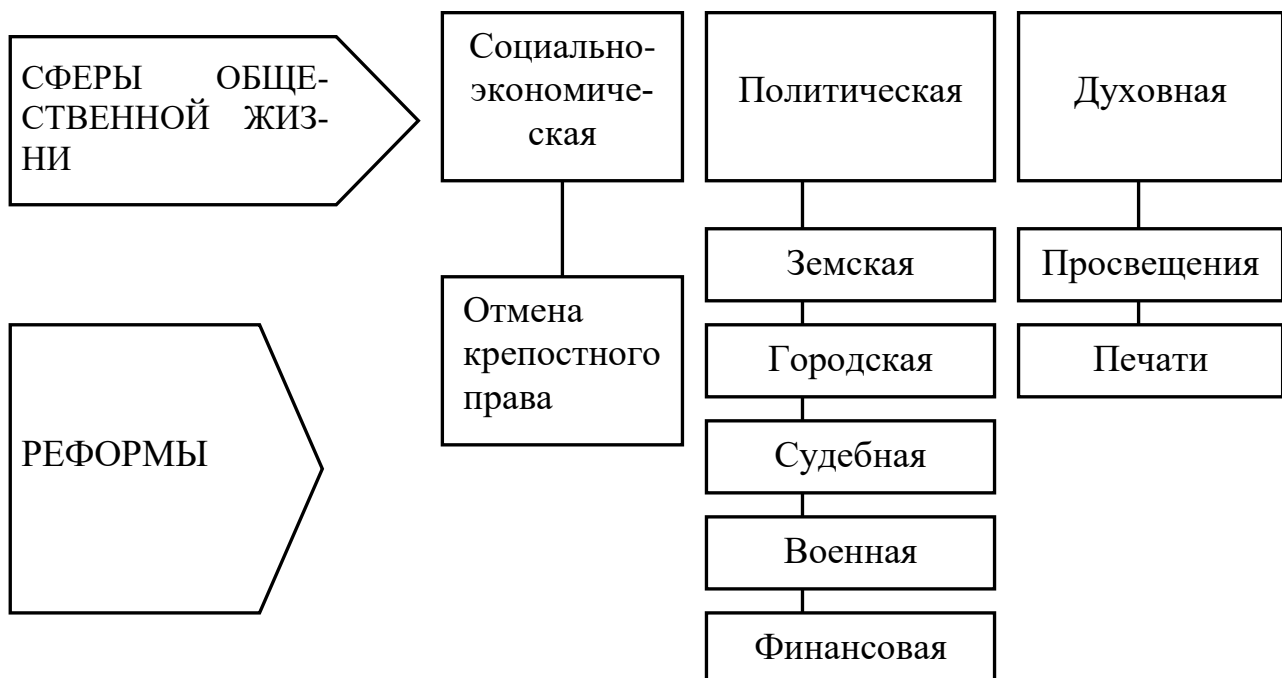 СФЕРЫ ОБЩЕ-
СТВЕННОЙ ЖИЗ-
НИ
Социально-
экономиче-
ская
Политическая
Духовная
РЕФОРМЫ
Отмена
крепостного
права
Земская
Городская
Судебная
Военная
Финансовая
Просвещения
Печати